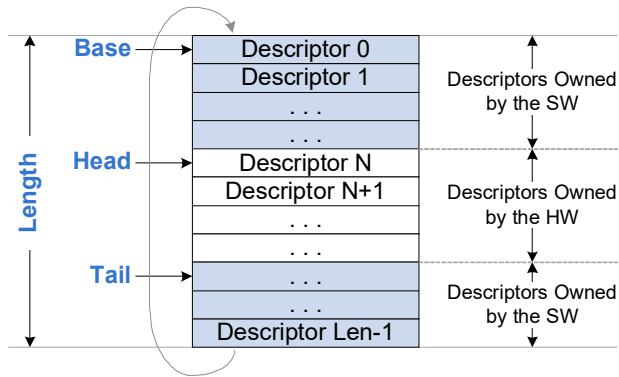 Base
Descriptor 0
Descriptor 1
. . .
. . .
Descriptors Owned
by the SW
Length
Head
Descriptor N
Descriptor N+1
. . .
. . .
Descriptors Owned
by the HW
Tail
. . .
. . .
Descriptor Len-1
Descriptors Owned
by the SW